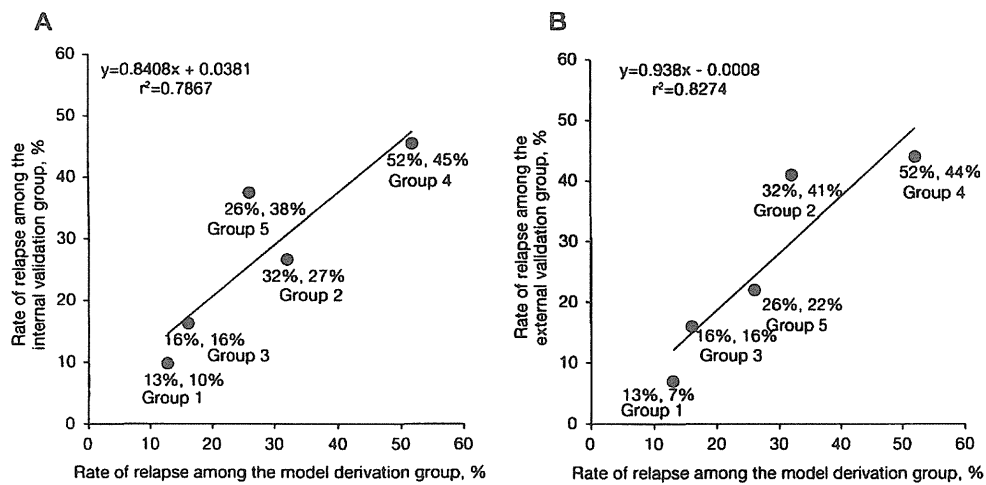 A
Rate of relapse among the
internal validation group, %
60
50
40
30
20
10
0
y=0.8408x + 0.0381
r²=0.7867
52%, 45%
Group 4
26%, 38%
Group 5
32%, 27%
Group 2
16%, 16%
Group 3
13%, 10%
Group 1
0 10 20 30 40 50 60
Rate of relapse among the model derivation group, %
B
Rate of relapse among the
external validation group, %
60
50
40
30
20
10
0
y=0.938x - 0.0008
r²=0.8274
52%, 44%
Group 4
32%, 41%
Group 2
26%, 22%
Group 5
16%, 16%
Group 3
13%, 7%
Group 1
0 10 20 30 40 50 60
Rate of relapse among the model derivation group, %